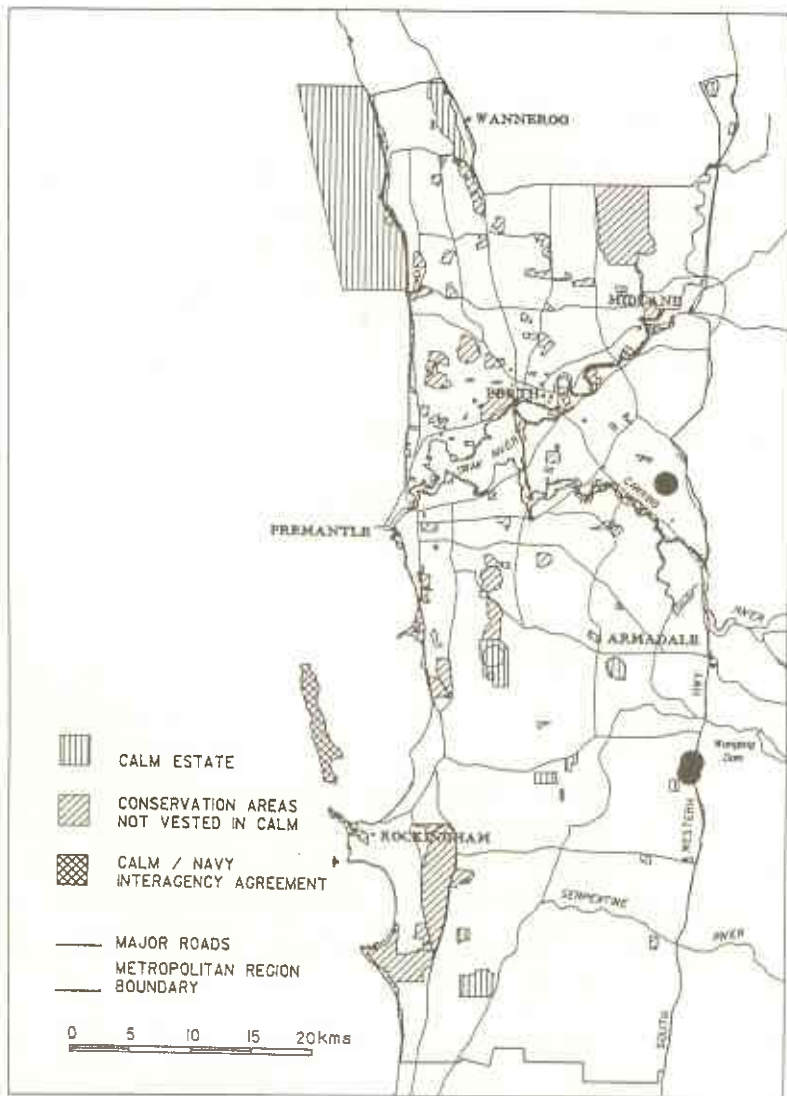 WANNEROO
MIDLAND
PERTH
SWAN RIVER
CANNING
FREMANTLE
RIVER
ARMADALE
HWY
Wungong
Dam
CALM ESTATE
CONSERVATION AREAS
NOT VESTED IN CALM
ROCKINGHAM
WESTERN
CALM / NAVY
INTERAGENCY AGREEMENT
SERPENTINE
RIVER
MAJOR ROADS
METROPOLITAN REGION
BOUNDARY
SOUTH
0 5 10 15 20kms